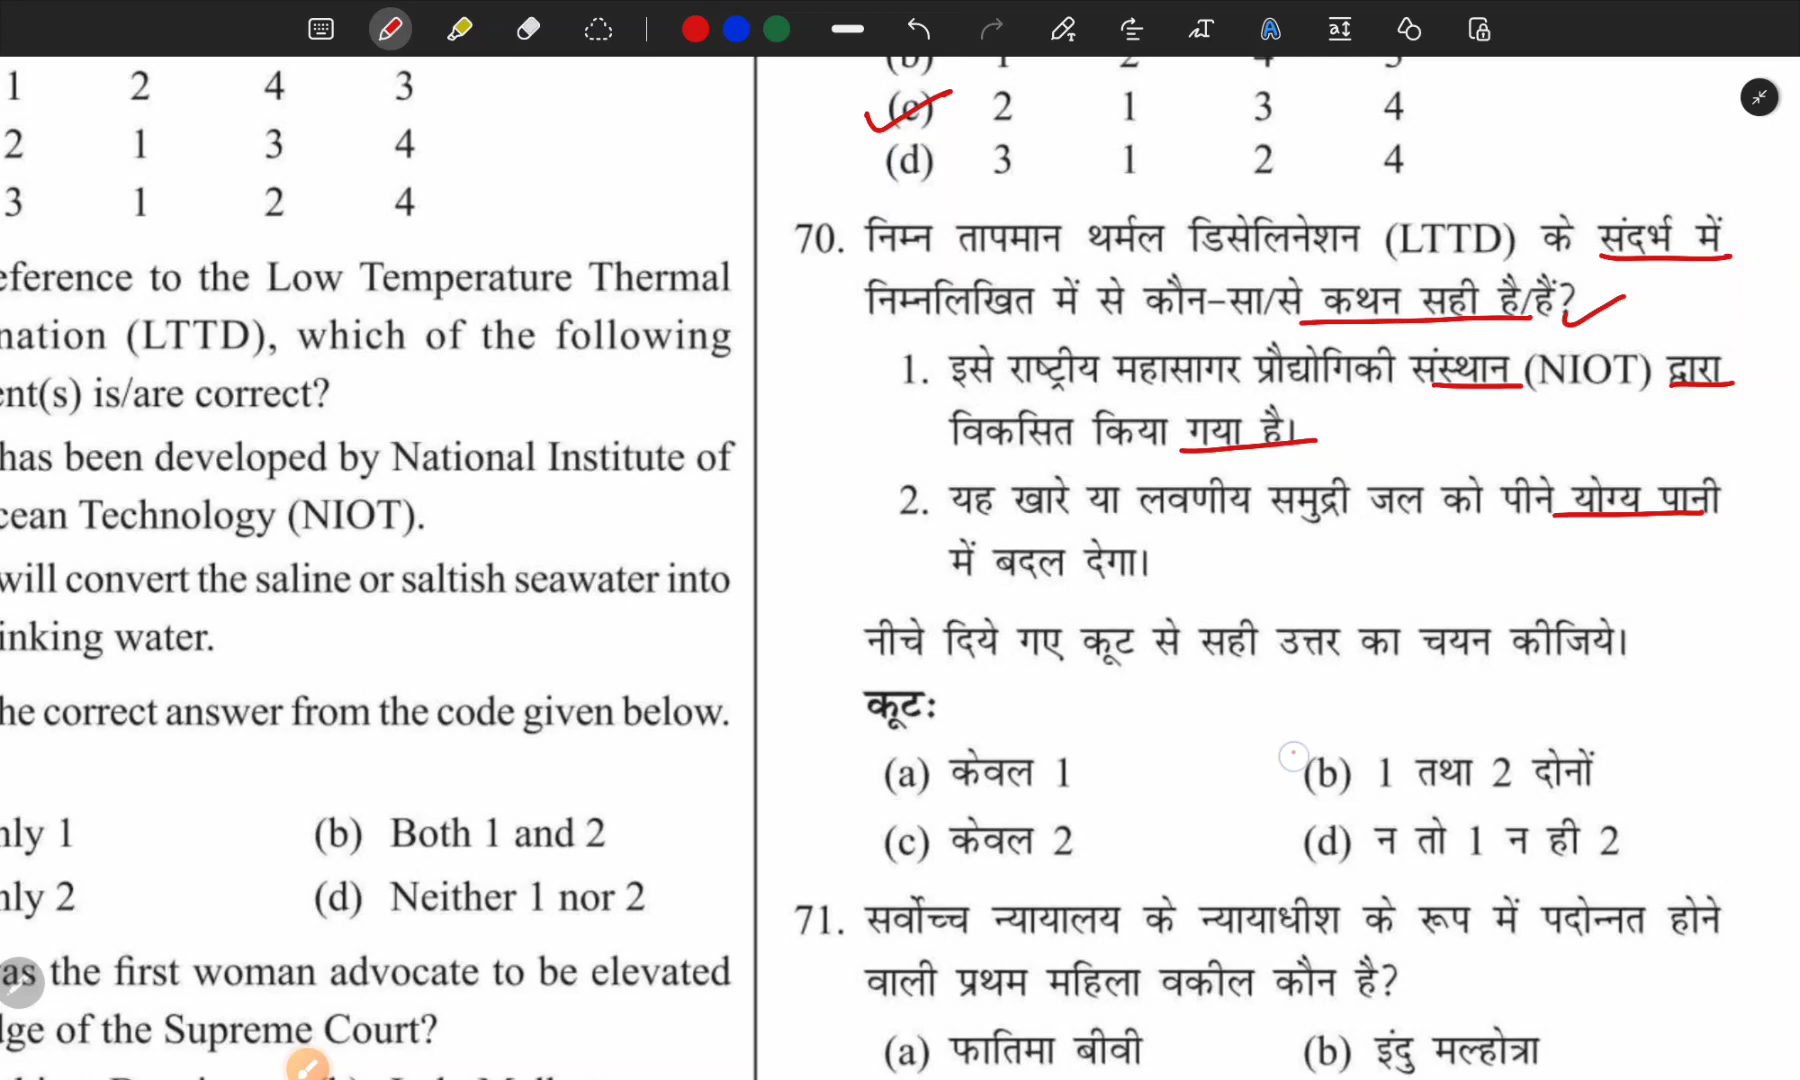 1 2 4 3
2 1 3 4
3 1 2 4
eference to the Low Temperature Thermal
nation (LTTD), which of the following
ent(s) is/are correct?
has been developed by National Institute of
cean Technology (NIOT).
will convert the saline or saltish seawater into
inking water.
he correct answer from the code given below.
nly 1 (b) Both 1 and 2
nly 2 (d) Neither 1 nor 2
as the first woman advocate to be elevated
dge of the Supreme Court?
(b) 1 2 4 3
(c) 2 1 3 4
(d) 3 1 2 4
70. निम्न तापमान थर्मल डिसेलिनेशन (LTTD) के संदर्भ में
निम्नलिखित में से कौन-सा/से कथन सही है/हैं?
1. इसे राष्ट्रीय महासागर प्रौद्योगिकी संस्थान (NIOT) द्वारा
विकसित किया गया है।
2. यह खारे या लवणीय समुद्री जल को पीने योग्य पानी
में बदल देगा।
नीचे दिये गए कूट से सही उत्तर का चयन कीजिये।
कूटः
(a) केवल 1 (b) 1 तथा 2 दोनों
(c) केवल 2 (d) न तो 1 न ही 2
71. सर्वोच्च न्यायालय के न्यायाधीश के रूप में पदोन्नत होने
वाली प्रथम महिला वकील कौन है?
(a) फातिमा बीवी (b) इंदु मल्होत्रा